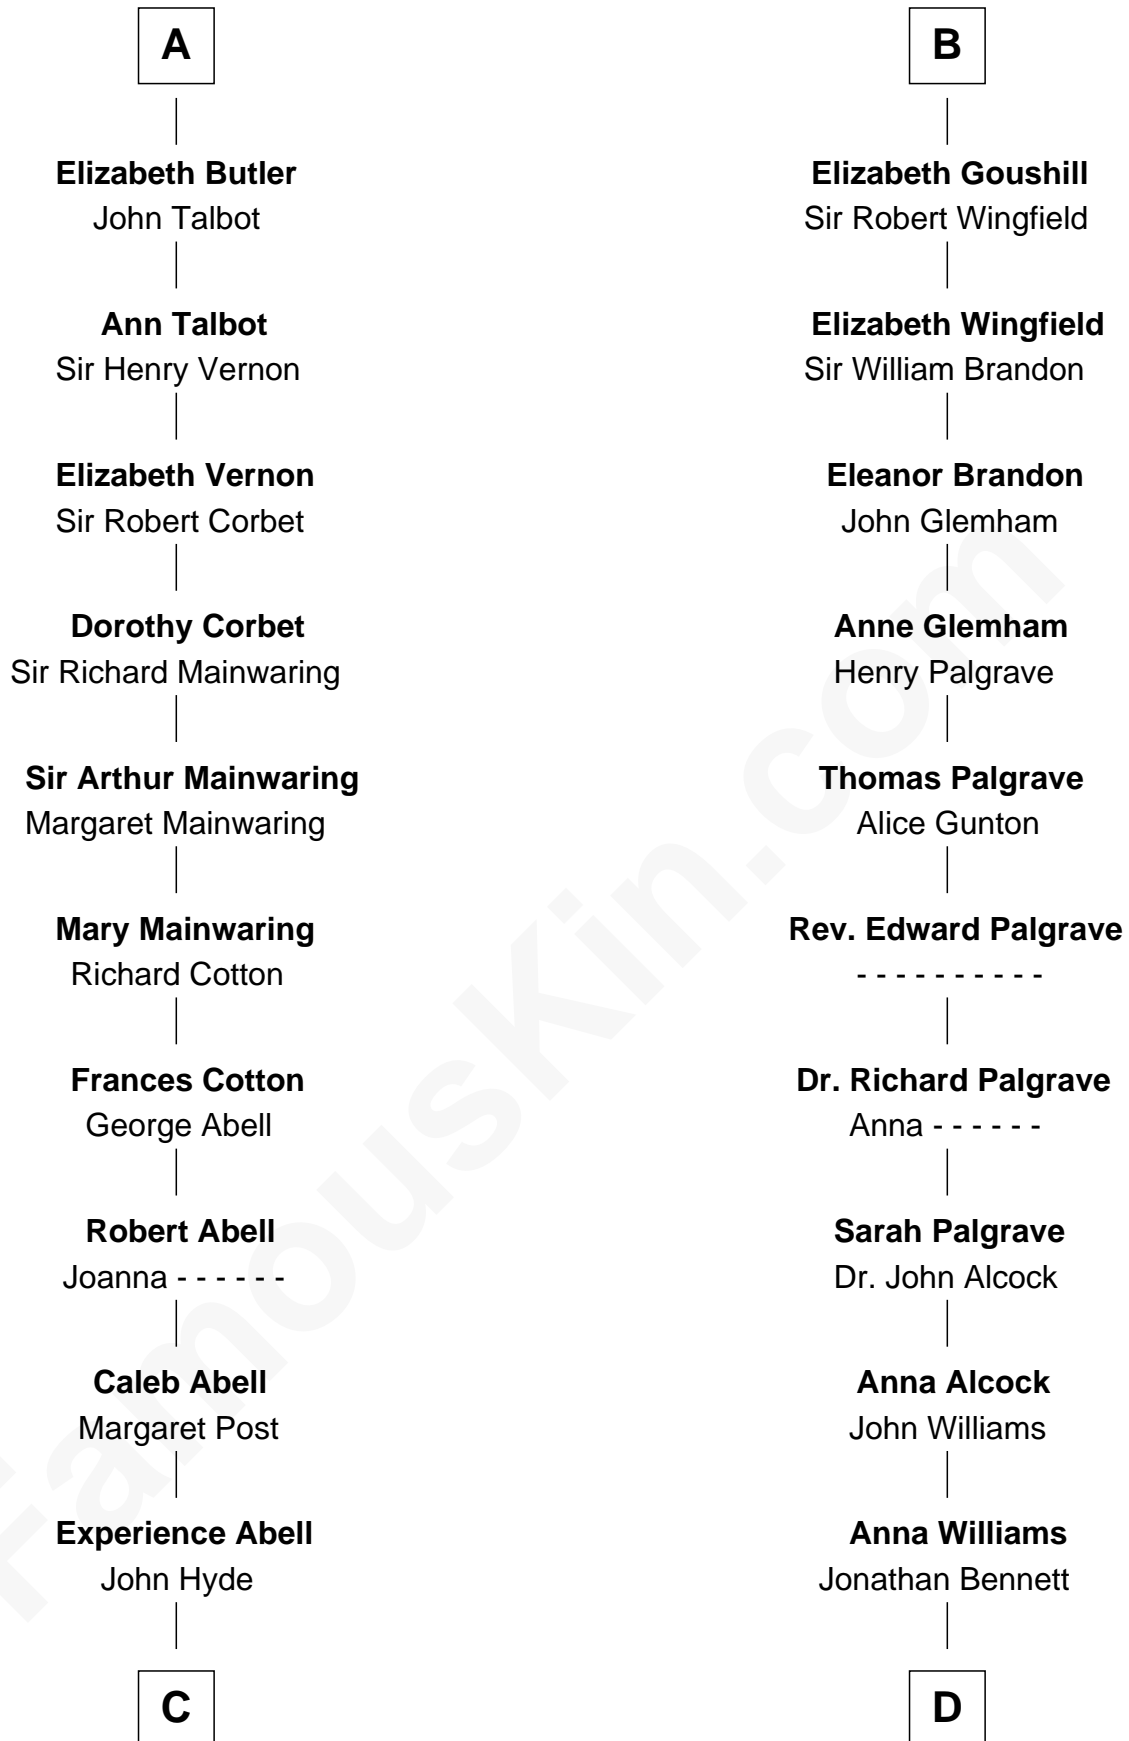 A
Elizabeth Butler
John Talbot
Ann Talbot
Sir Henry Vernon
Elizabeth Vernon
Sir Robert Corbet
Dorothy Corbet
Sir Richard Mainwaring
Sir Arthur Mainwaring
Margaret Mainwaring
Mary Mainwaring
Richard Cotton
Frances Cotton
George Abell
Robert Abell
Joanna - - - - - -
Caleb Abell
Margaret Post
Experience Abell
John Hyde
C
B
Elizabeth Goushill
Sir Robert Wingfield
Elizabeth Wingfield
Sir William Brandon
Eleanor Brandon
John Glemham
Anne Glemham
Henry Palgrave
Thomas Palgrave
Alice Gunton
Rev. Edward Palgrave
- - - - - - - - - -
Dr. Richard Palgrave
Anna - - - - - -
Sarah Palgrave
Dr. John Alcock
Anna Alcock
John Williams
Anna Williams
Jonathan Bennett
D
FamousKin.com